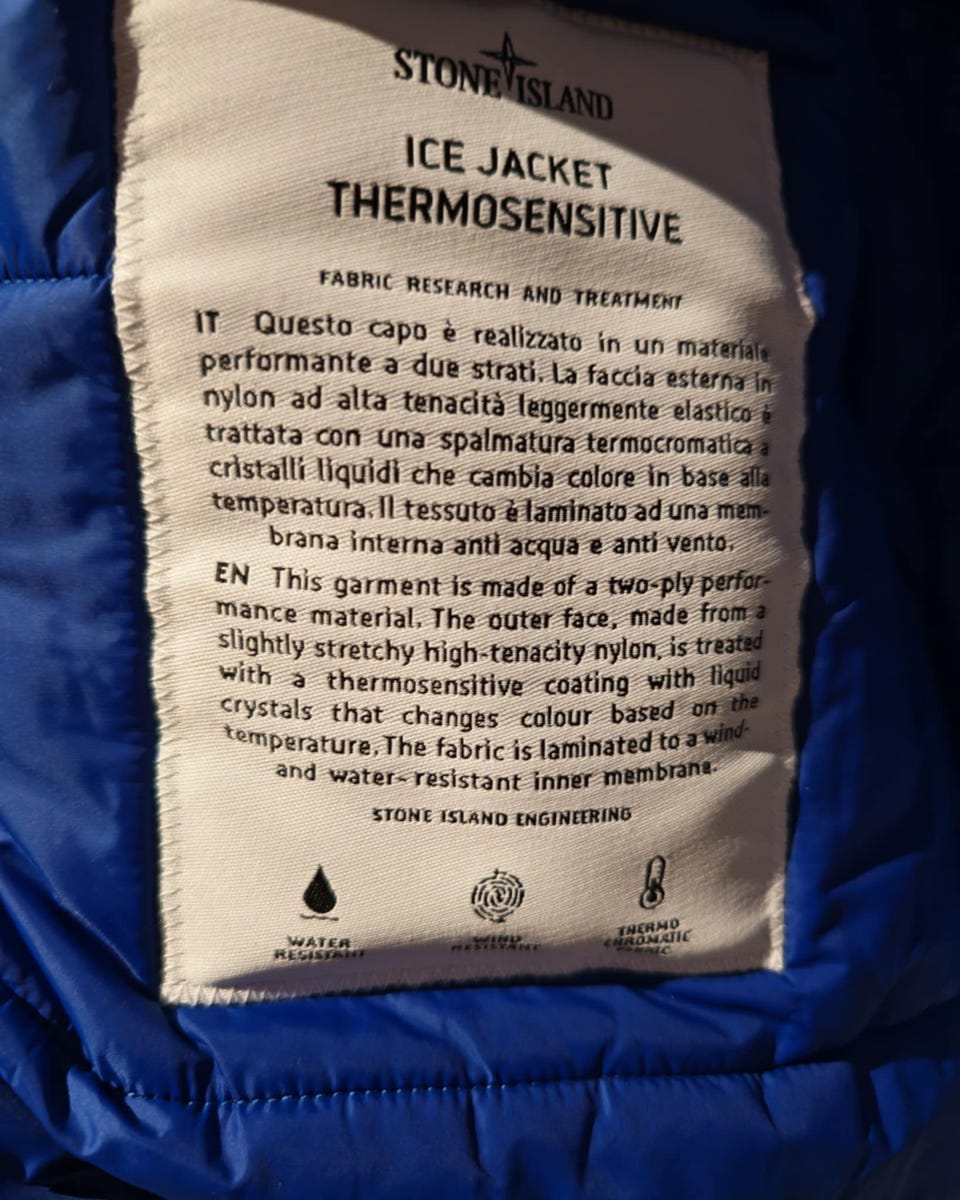 STONE ISLAND
ICE JACKET
THERMOSENSITIVE
FABRIC RESEARCH AND TREATMENT
IT Questo capo è realizzato in un materiale
performante a due strati. La faccia esterna in
nylon ad alta tenacità leggermente elastico è
trattata con una spalmatura termocromatica a
cristalli liquidi che cambia colore in base alla
temperatura. Il tessuto è laminato ad una mem-
brana interna anti acqua e anti vento.
EN This garment is made of a two-ply perfor-
mance material. The outer face, made from a
slightly stretchy high-tenacity nylon, is treated
with a thermosensitive coating with liquid
crystals that changes colour based on the
temperature. The fabric is laminated to a wind-
and water-resistant inner membrane.
STONE ISLAND ENGINEERING
WATER
RESISTANT
WIND
RESISTANT
THERMO
CHROMATIC
FABRIC